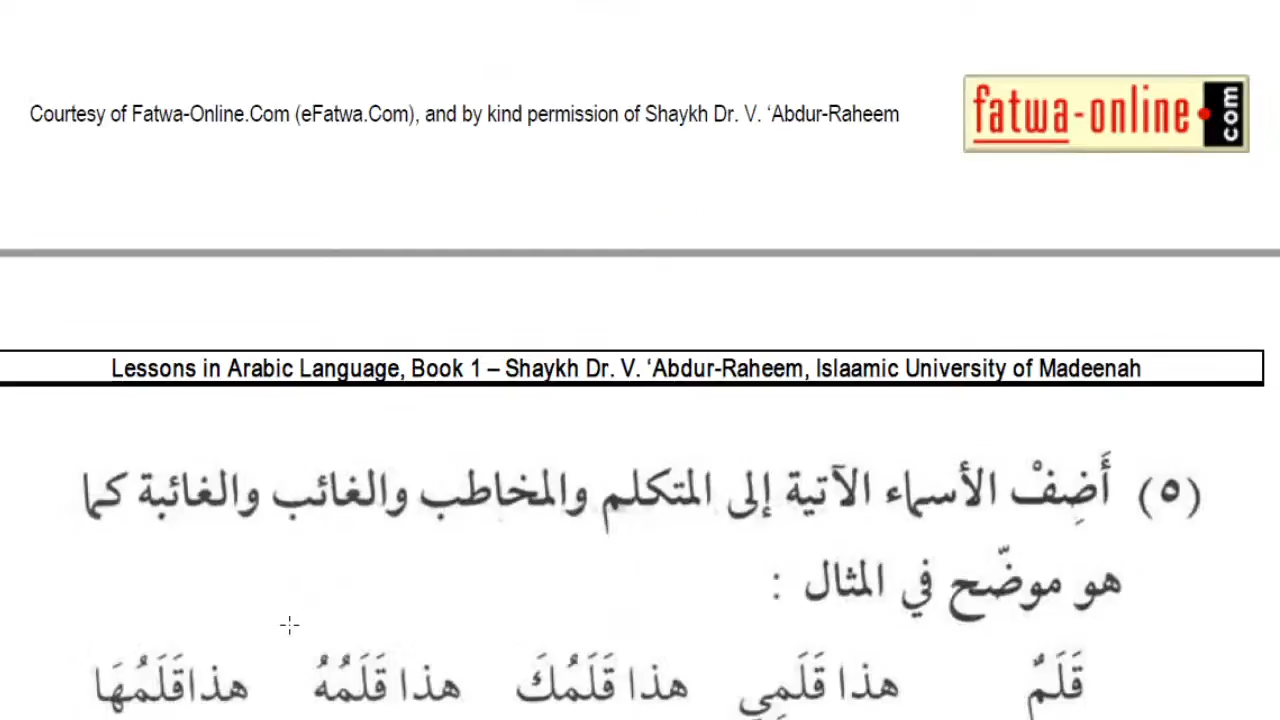 Courtesy of Fatwa-Online.Com (eFatwa.Com), and by kind permission of Shaykh Dr. V. ‘Abdur-Raheem
fatwa-online.com
Lessons in Arabic Language, Book 1 – Shaykh Dr. V. ‘Abdur-Raheem, Islaamic University of Madeenah
(٥) أَضِفْ الأسماء الآتية إلى المتكلم والمخاطب والغائب والغائبة كما
هو موضّح في المثال :
قَلَمٌ هذا قَلَمِي هذا قَلَمُكَ هذا قَلَمُهُ هذا قَلَمُهَا